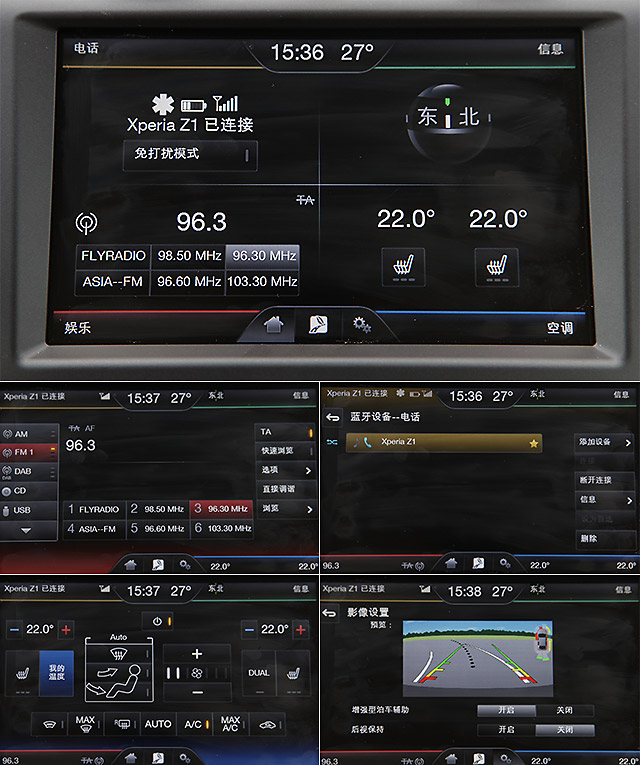 电话 15:36 27° 信息
Xperia Z1 已连接
免打扰模式
东 北
TA
96.3
22.0° 22.0°
FLYRADIO 98.50 MHz 96.30 MHz
ASIA--FM 96.60 MHz 103.30 MHz
娱乐 空调
Xperia Z1 已连接 15:37 27° 东北 信息
AM
FM 1
DAB
CD
USB
TA AF
96.3
1 FLYRADIO 2 98.50 MHz 3 96.30 MHz
4 ASIA--FM 5 96.60 MHz 6 103.30 MHz
TA
快速浏览
选项
直接调谐
浏览
22.0° 22.0°
Xperia Z1 已连接 15:36 27° 东北 信息
蓝牙设备--电话
Xperia Z1
添加设备
断开连接
信息
删除
96.3 TA 22.0° 22.0°
Xperia Z1 已连接 15:37 27° 东北 信息
22.0° 22.0°
Auto
我的
温度
DUAL
MAX R AUTO A/C MAX
A/C
96.3 TA
Xperia Z1 已连接 15:38 27° 东北 信息
影像设置
预览：
增强型泊车辅助 开启 关闭
后视保持 开启 关闭
96.3 TA 22.0° 22.0°